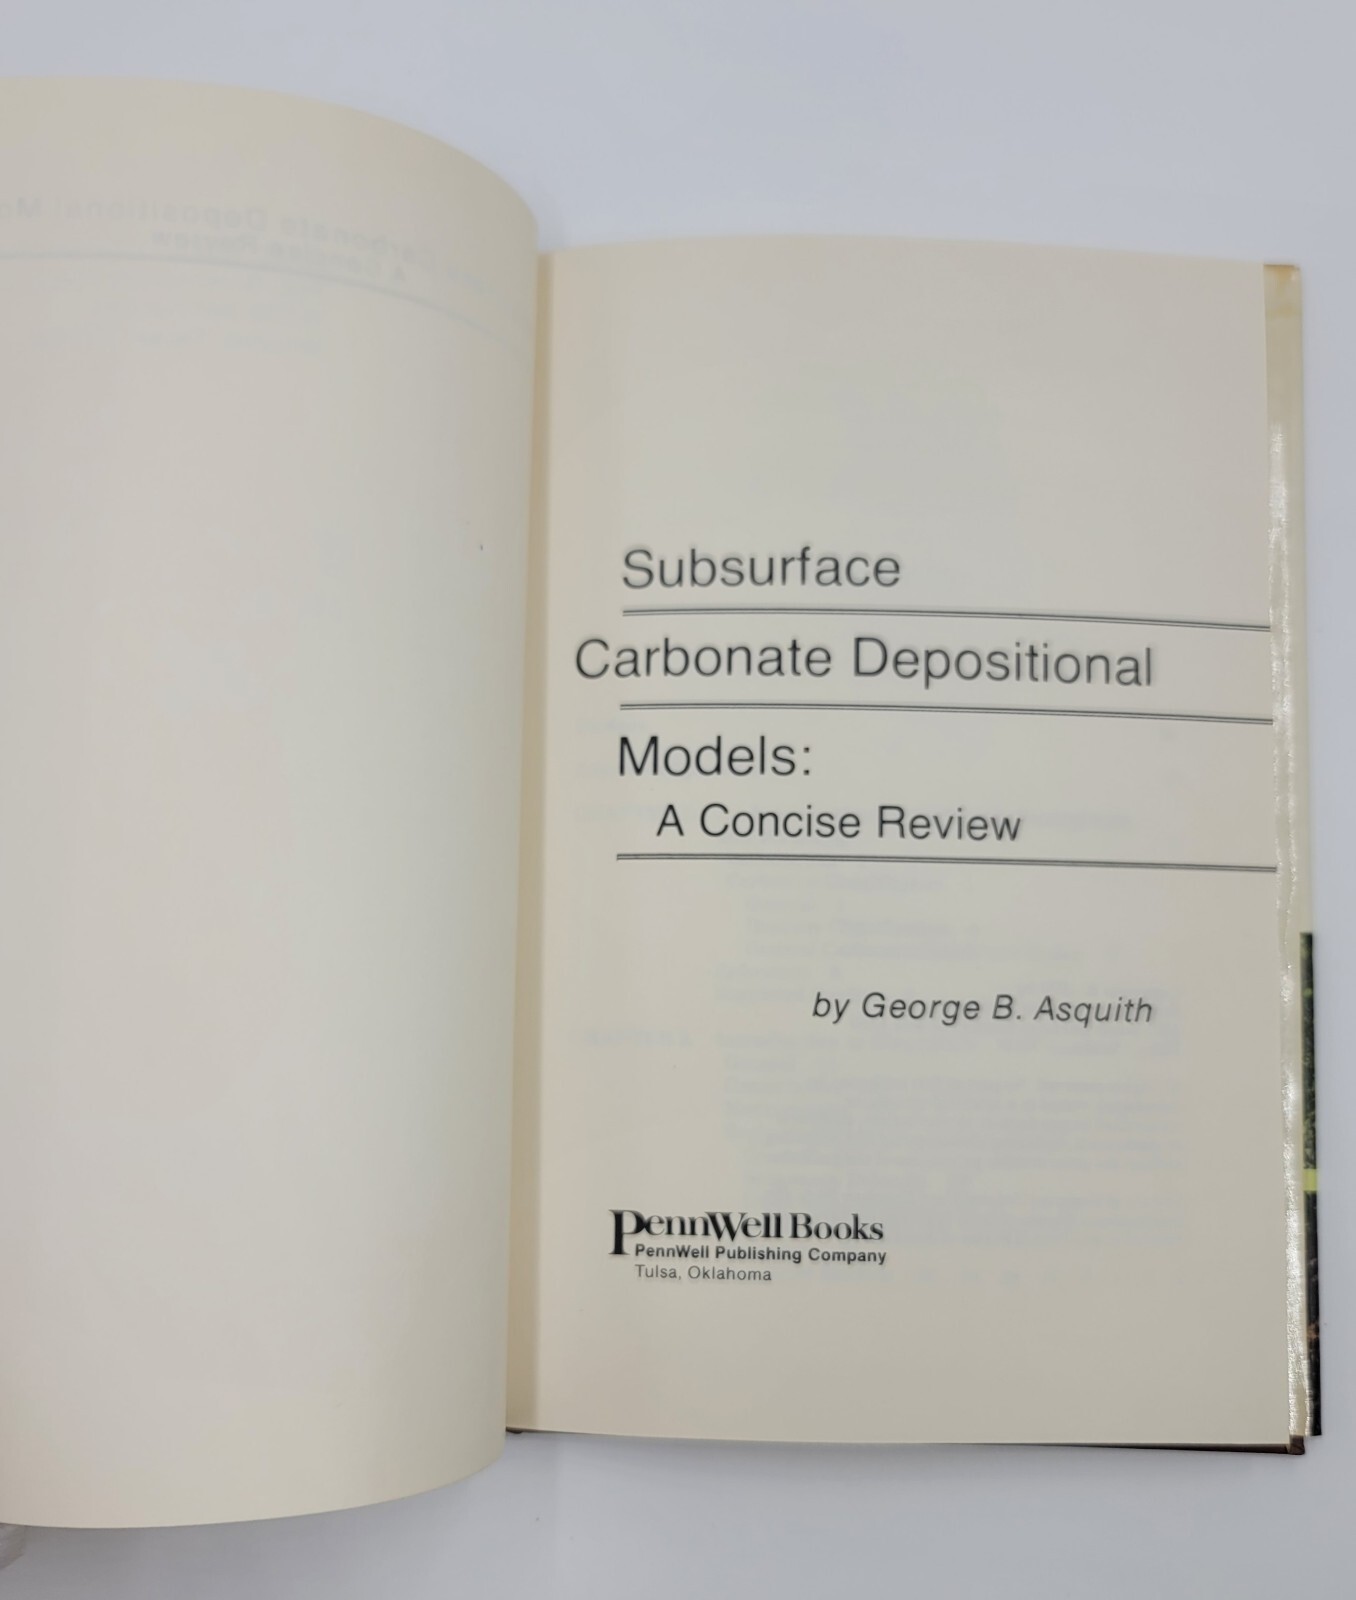 Subsurface
Carbonate Depositional
Models:
A Concise Review
by George B. Asquith
PennWell Books
PennWell Publishing Company
Tulsa, Oklahoma